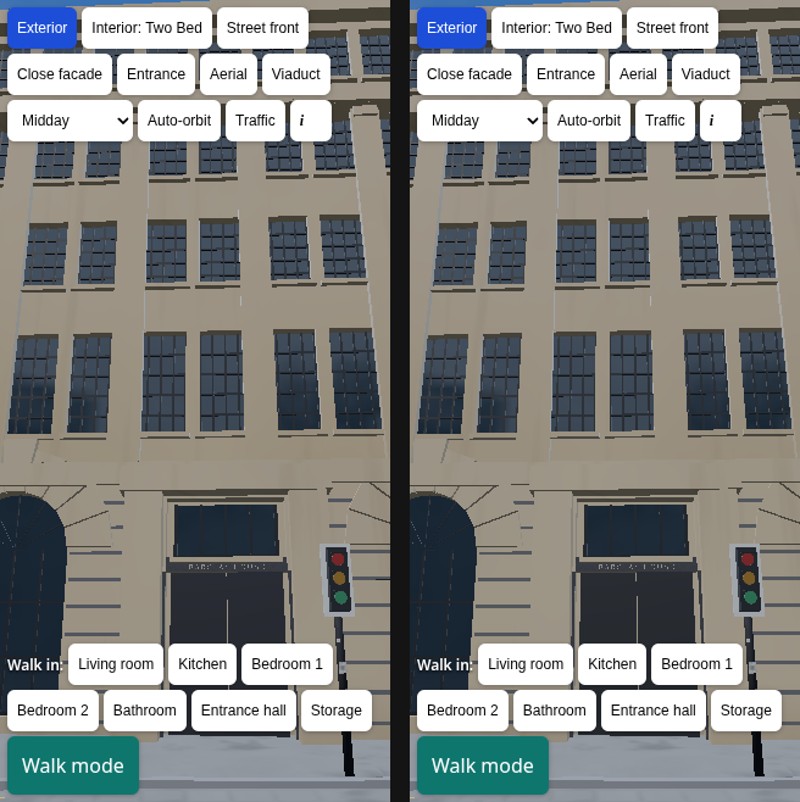 Exterior Interior: Two Bed Street front
Close facade Entrance Aerial Viaduct
Midday Auto-orbit Traffic i
Walk in: Living room Kitchen Bedroom 1
Bedroom 2 Bathroom Entrance hall Storage
Walk mode
Exterior Interior: Two Bed Street front
Close facade Entrance Aerial Viaduct
Midday Auto-orbit Traffic i
Walk in: Living room Kitchen Bedroom 1
Bedroom 2 Bathroom Entrance hall Storage
Walk mode